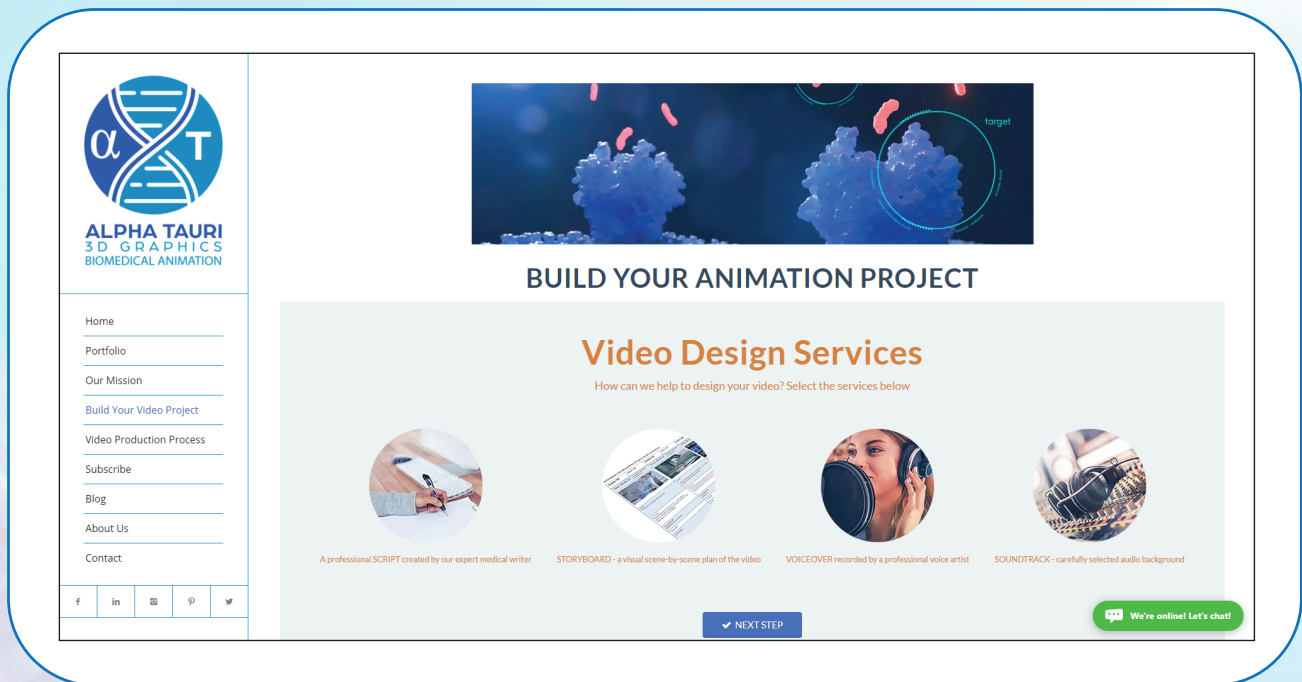 α T
ALPHA TAURI
3D GRAPHICS
BIOMEDICAL ANIMATION
Home
Portfolio
Our Mission
Build Your Video Project
Video Production Process
Subscribe
Blog
About Us
Contact
target
BUILD YOUR ANIMATION PROJECT
Video Design Services
How can we help to design your video? Select the services below
A professional SCRIPT created by our expert medical writer
STORYBOARD - a visual scene-by-scene plan of the video
VOICEOVER recorded by a professional voice artist
SOUNDTRACK - carefully selected audio background
NEXT STEP
We're online! Let's chat!